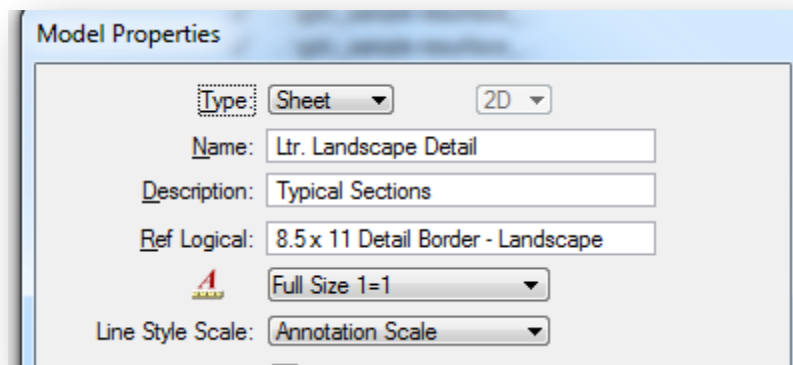 Model Properties
Type: Sheet 2D
Name: Ltr. Landscape Detail
Description: Typical Sections
Ref Logical: 8.5 x 11 Detail Border - Landscape
A Full Size 1=1
Line Style Scale: Annotation Scale